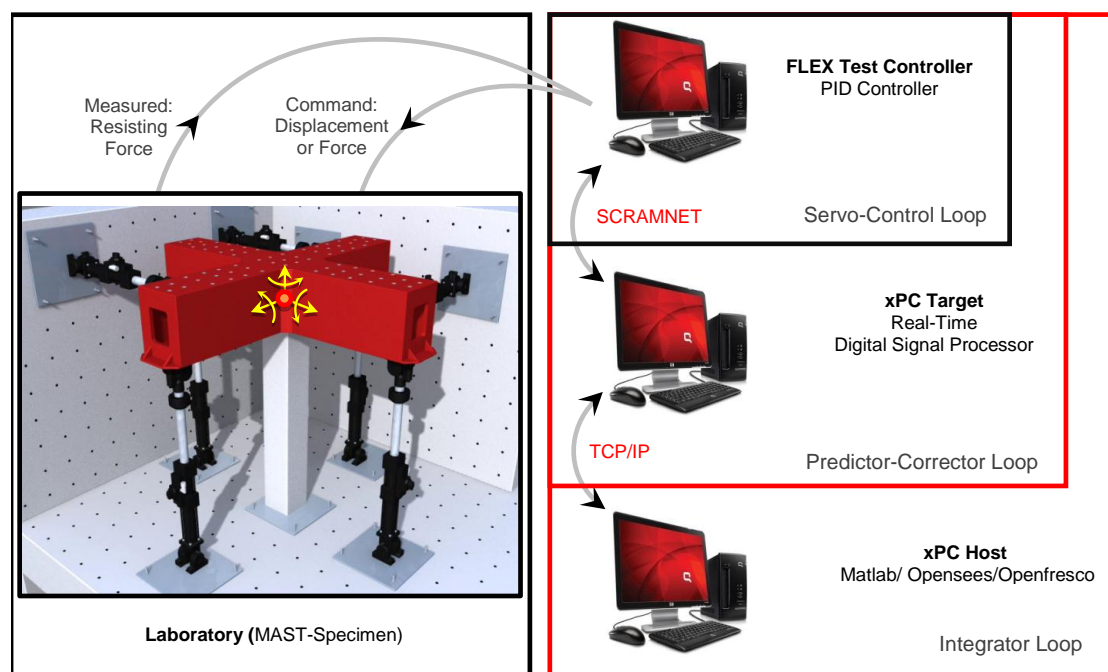 Measured:
Resisting
Force
Command:
Displacement
or Force
Laboratory (MAST-Specimen)
FLEX Test Controller
PID Controller
SCRAMNET
Servo-Control Loop
xPC Target
Real-Time
Digital Signal Processor
TCP/IP
Predictor-Corrector Loop
xPC Host
Matlab/ Opensees/Openfresco
Integrator Loop